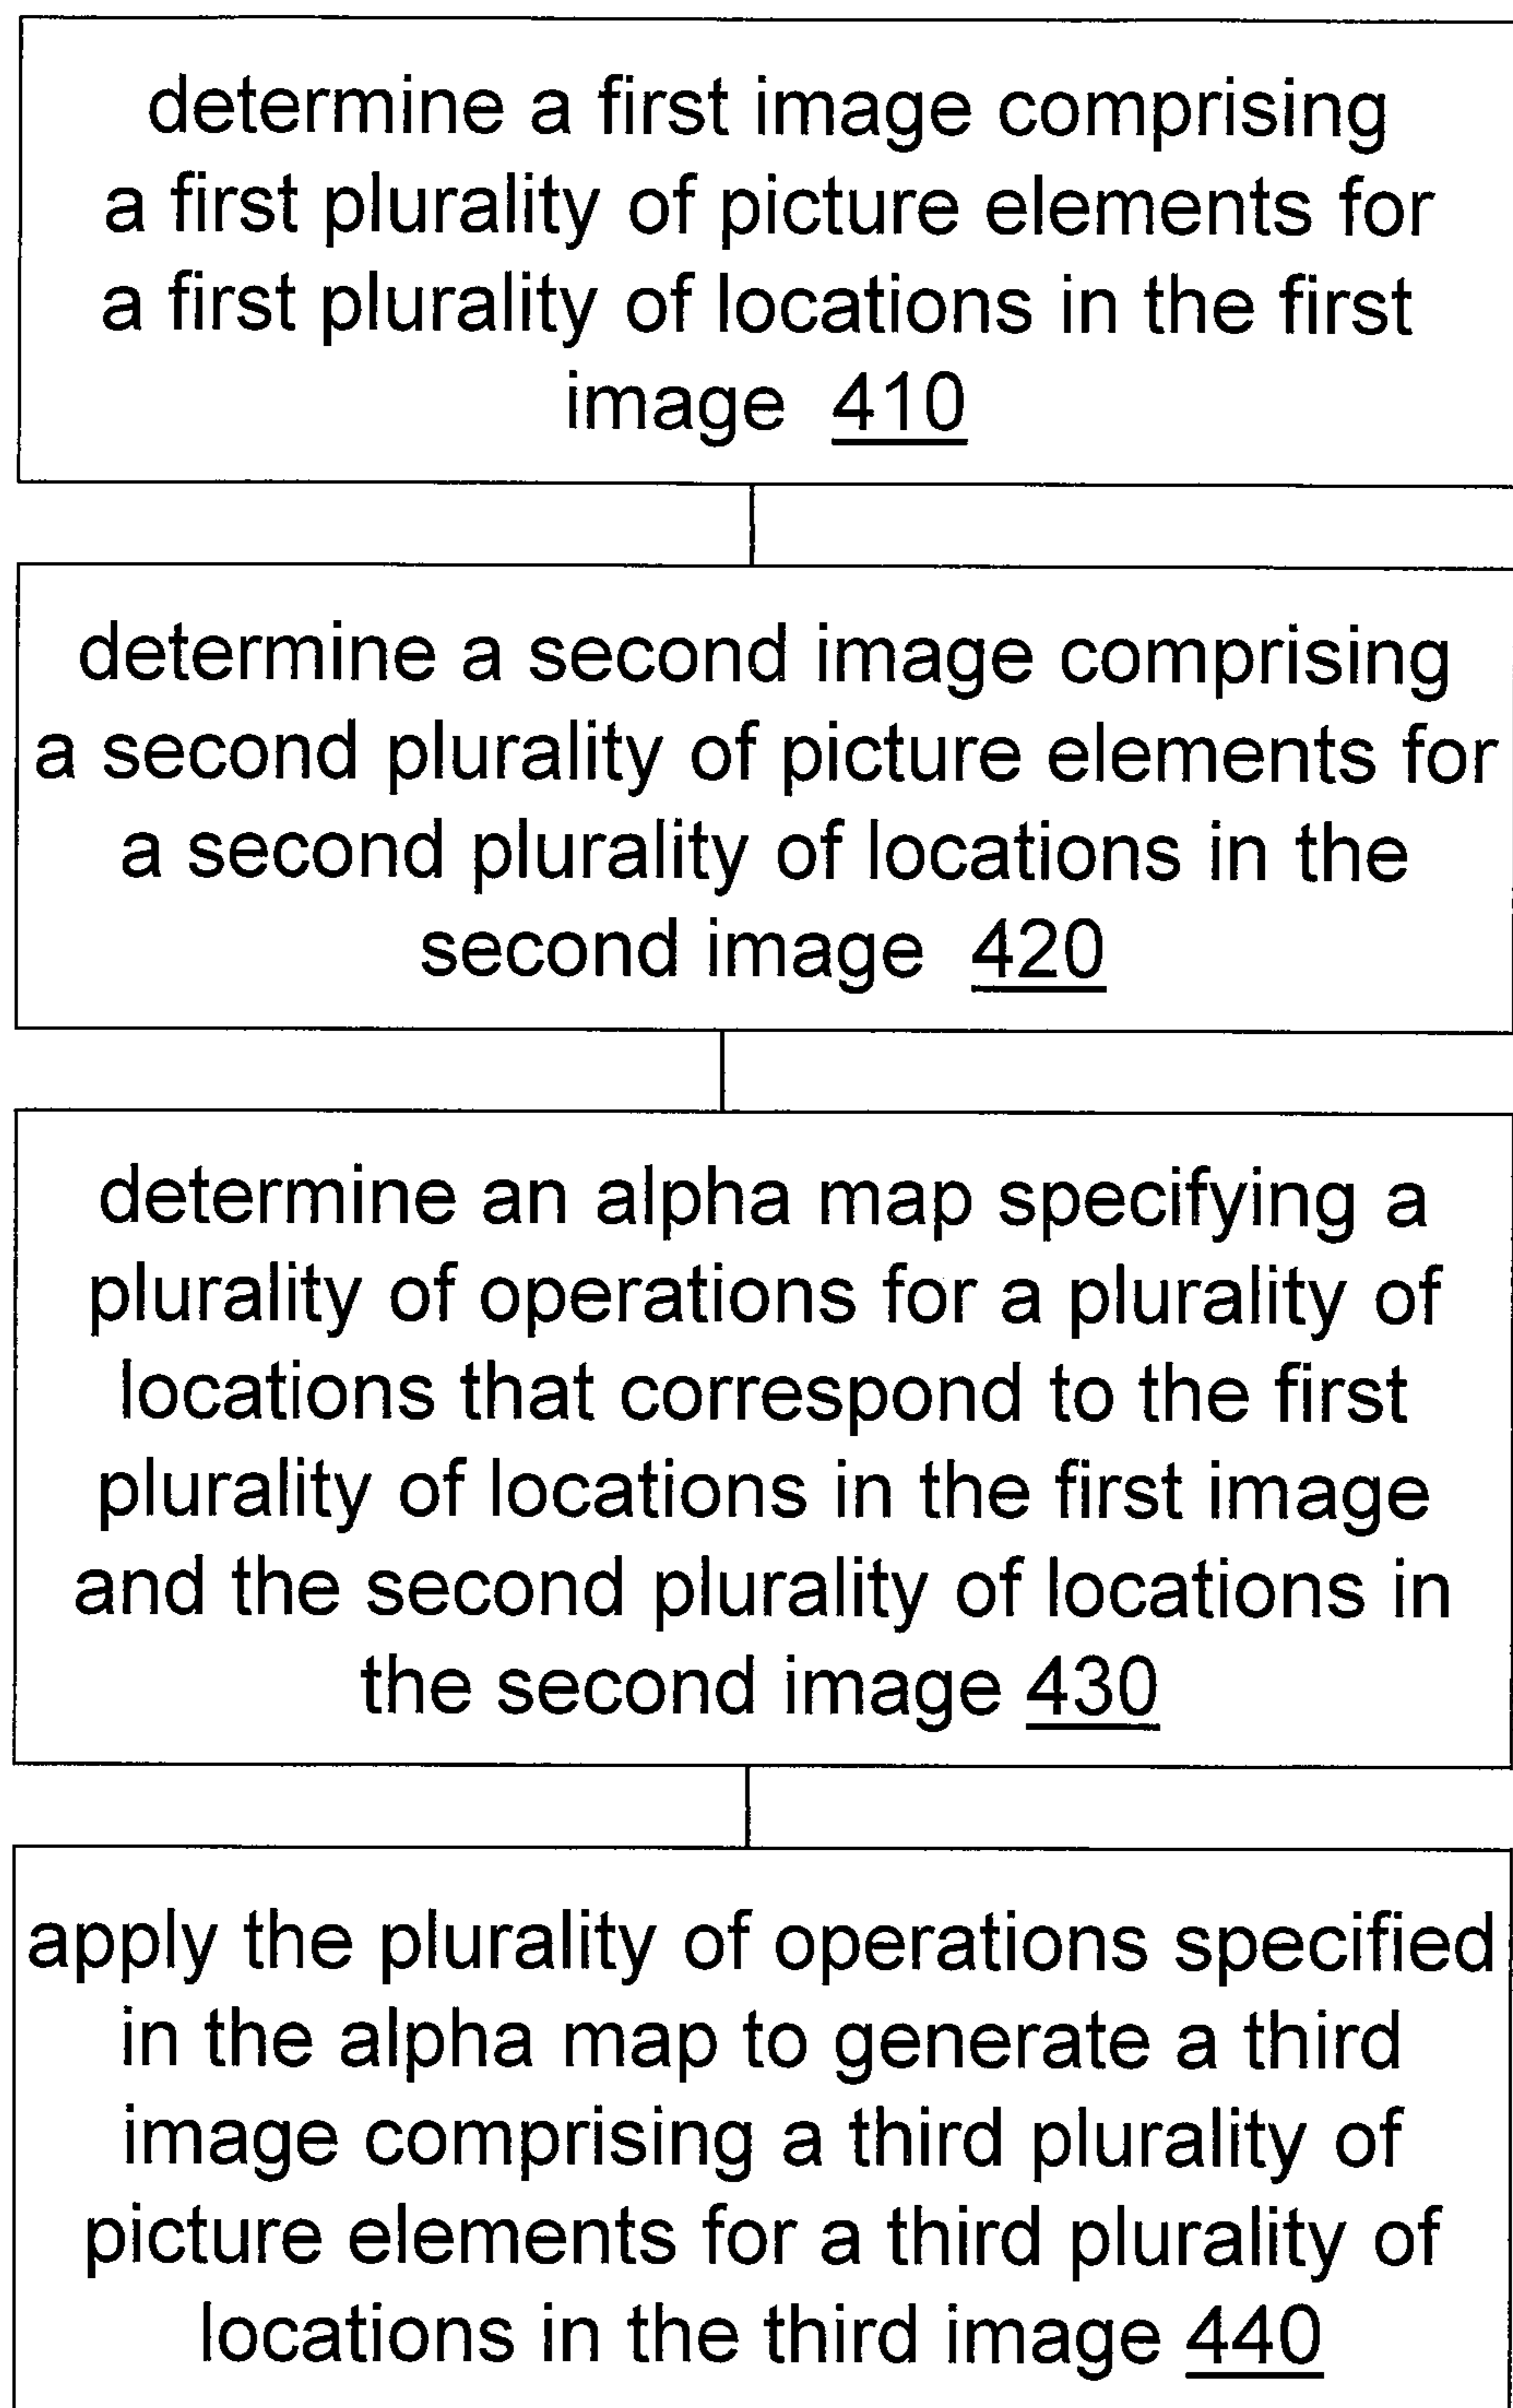 determine a first image comprising
a first plurality of picture elements for
a first plurality of locations in the first
image 410
determine a second image comprising
a second plurality of picture elements for
a second plurality of locations in the
second image 420
determine an alpha map specifying a
plurality of operations for a plurality of
locations that correspond to the first
plurality of locations in the first image
and the second plurality of locations in
the second image 430
apply the plurality of operations specified
in the alpha map to generate a third
image comprising a third plurality of
picture elements for a third plurality of
locations in the third image 440